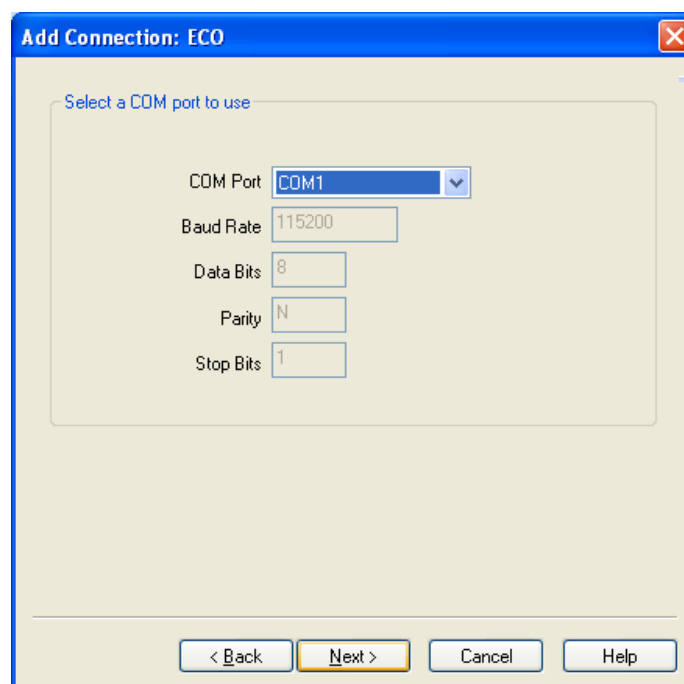 Add Connection: ECO
Select a COM port to use
COM Port COM1
Baud Rate 115200
Data Bits 8
Parity N
Stop Bits 1
< Back Next > Cancel Help